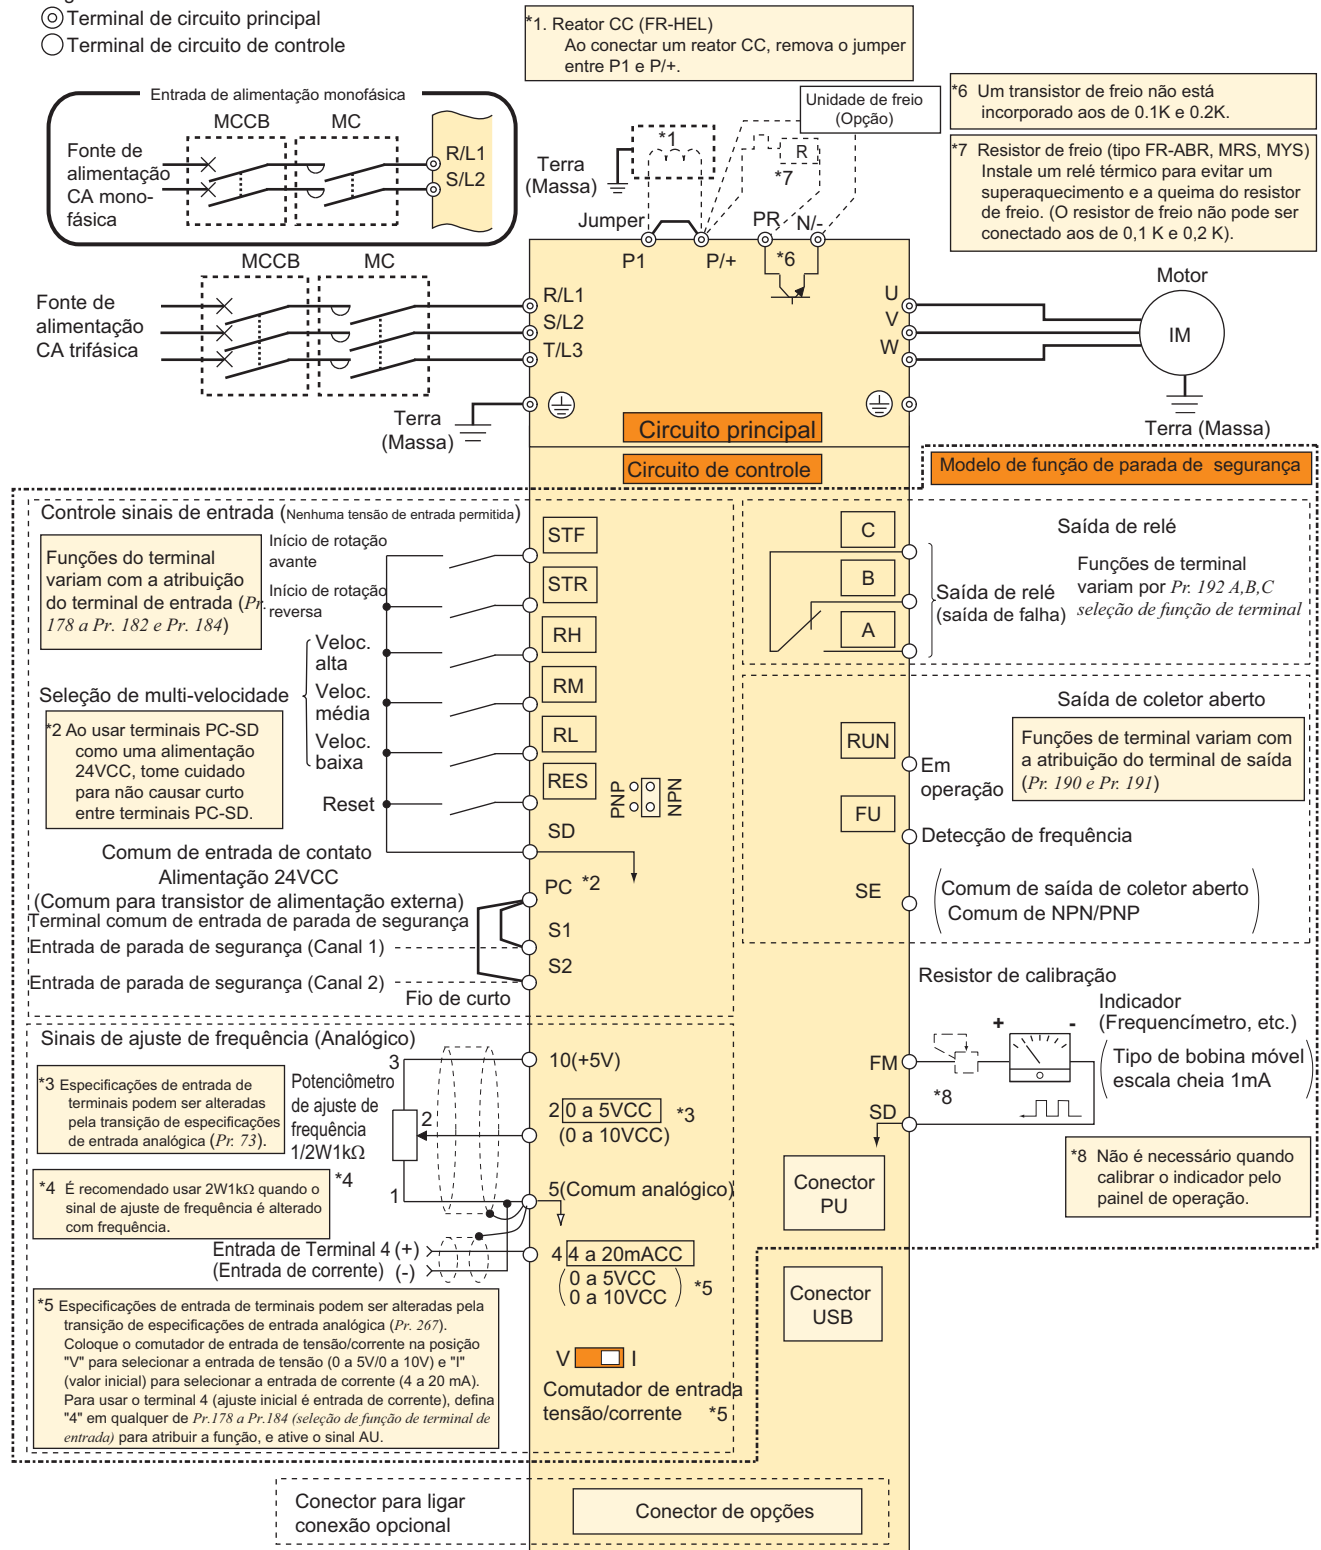 Terminal de circuito principal
Terminal de circuito de controle
*1. Reator CC (FR-HEL)
Ao conectar um reator CC, remova o jumper
entre P1 e P/+.
Entrada de alimentação monofásica
MCCB
MC
Fonte de
alimentação
CA mono-
fásica
R/L1
S/L2
Terra
(Massa)
*1
Unidade de freio
(Opção)
R
*7
*6 Um transistor de freio não está
incorporado aos de 0.1K e 0.2K.
*7 Resistor de freio (tipo FR-ABR, MRS, MYS)
Instale um relé térmico para evitar um
superaquecimento e a queima do resistor
de freio. (O resistor de freio não pode ser
conectado aos de 0,1 K e 0,2 K).
Jumper
P1
P/+
PR
N/-
*6
MCCB
MC
Fonte de
alimentação
CA trifásica
R/L1
S/L2
T/L3
U
V
W
Motor
IM
Terra
(Massa)
Terra (Massa)
Circuito principal
Circuito de controle
Modelo de função de parada de segurança
Controle sinais de entrada (Nenhuma tensão de entrada permitida)
Funções do terminal
variam com a atribuição
do terminal de entrada (Pr.
178 a Pr. 182 e Pr. 184)
Início de rotação
avante
Início de rotação
reversa
Veloc.
alta
Seleção de multi-velocidade
Veloc.
média
Veloc.
baixa
Reset
*2 Ao usar terminais PC-SD
como uma alimentação
24VCC, tome cuidado
para não causar curto
entre terminais PC-SD.
STF
STR
RH
RM
RL
RES
PNP
NPN
SD
Comum de entrada de contato
Alimentação 24VCC
(Comum para transistor de alimentação externa)
PC *2
Terminal comum de entrada de parada de segurança
S1
Entrada de parada de segurança (Canal 1)
S2
Entrada de parada de segurança (Canal 2)
Fio de curto
C
B
A
Saída de relé
(saída de falha)
Saída de relé
Funções de terminal
variam por Pr. 192 A,B,C
seleção de função de terminal
Saída de coletor aberto
RUN
Em
operação
Funções de terminal variam com
a atribuição do terminal de saída
(Pr. 190 e Pr. 191)
FU
Detecção de frequência
SE
Comum de saída de coletor aberto
Comum de NPN/PNP
Resistor de calibração
Indicador
(Frequencímetro, etc.)
+
-
Tipo de bobina móvel
escala cheia 1mA
FM
*8
SD
*8 Não é necessário quando
calibrar o indicador pelo
painel de operação.
Sinais de ajuste de frequência (Analógico)
*3 Especificações de entrada de
terminais podem ser alteradas
pela transição de especificações
de entrada analógica (Pr. 73).
Potenciômetro
de ajuste de
frequência
1/2W1kΩ
*4
3
2
1
10(+5V)
2 0 a 5VCC *3
(0 a 10VCC)
*4 É recomendado usar 2W1kΩ quando o
sinal de ajuste de frequência é alterado
com frequência.
5(Comum analógico)
Entrada de Terminal 4 (+)
(Entrada de corrente) (-)
4 4 a 20mACC
0 a 5VCC
0 a 10VCC
*5
*5 Especificações de entrada de terminais podem ser alteradas pela
transição de especificações de entrada analógica (Pr. 267).
Coloque o comutador de entrada de tensão/corrente na posição
"V" para selecionar a entrada de tensão (0 a 5V/0 a 10V) e "I"
(valor inicial) para selecionar a entrada de corrente (4 a 20 mA).
Para usar o terminal 4 (ajuste inicial é entrada de corrente), defina
"4" em qualquer de Pr.178 a Pr.184 (seleção de função de terminal de
entrada) para atribuir a função, e ative o sinal AU.
V
I
Comutador de entrada
tensão/corrente *5
Conector
PU
Conector
USB
Conector para ligar
conexão opcional
Conector de opções